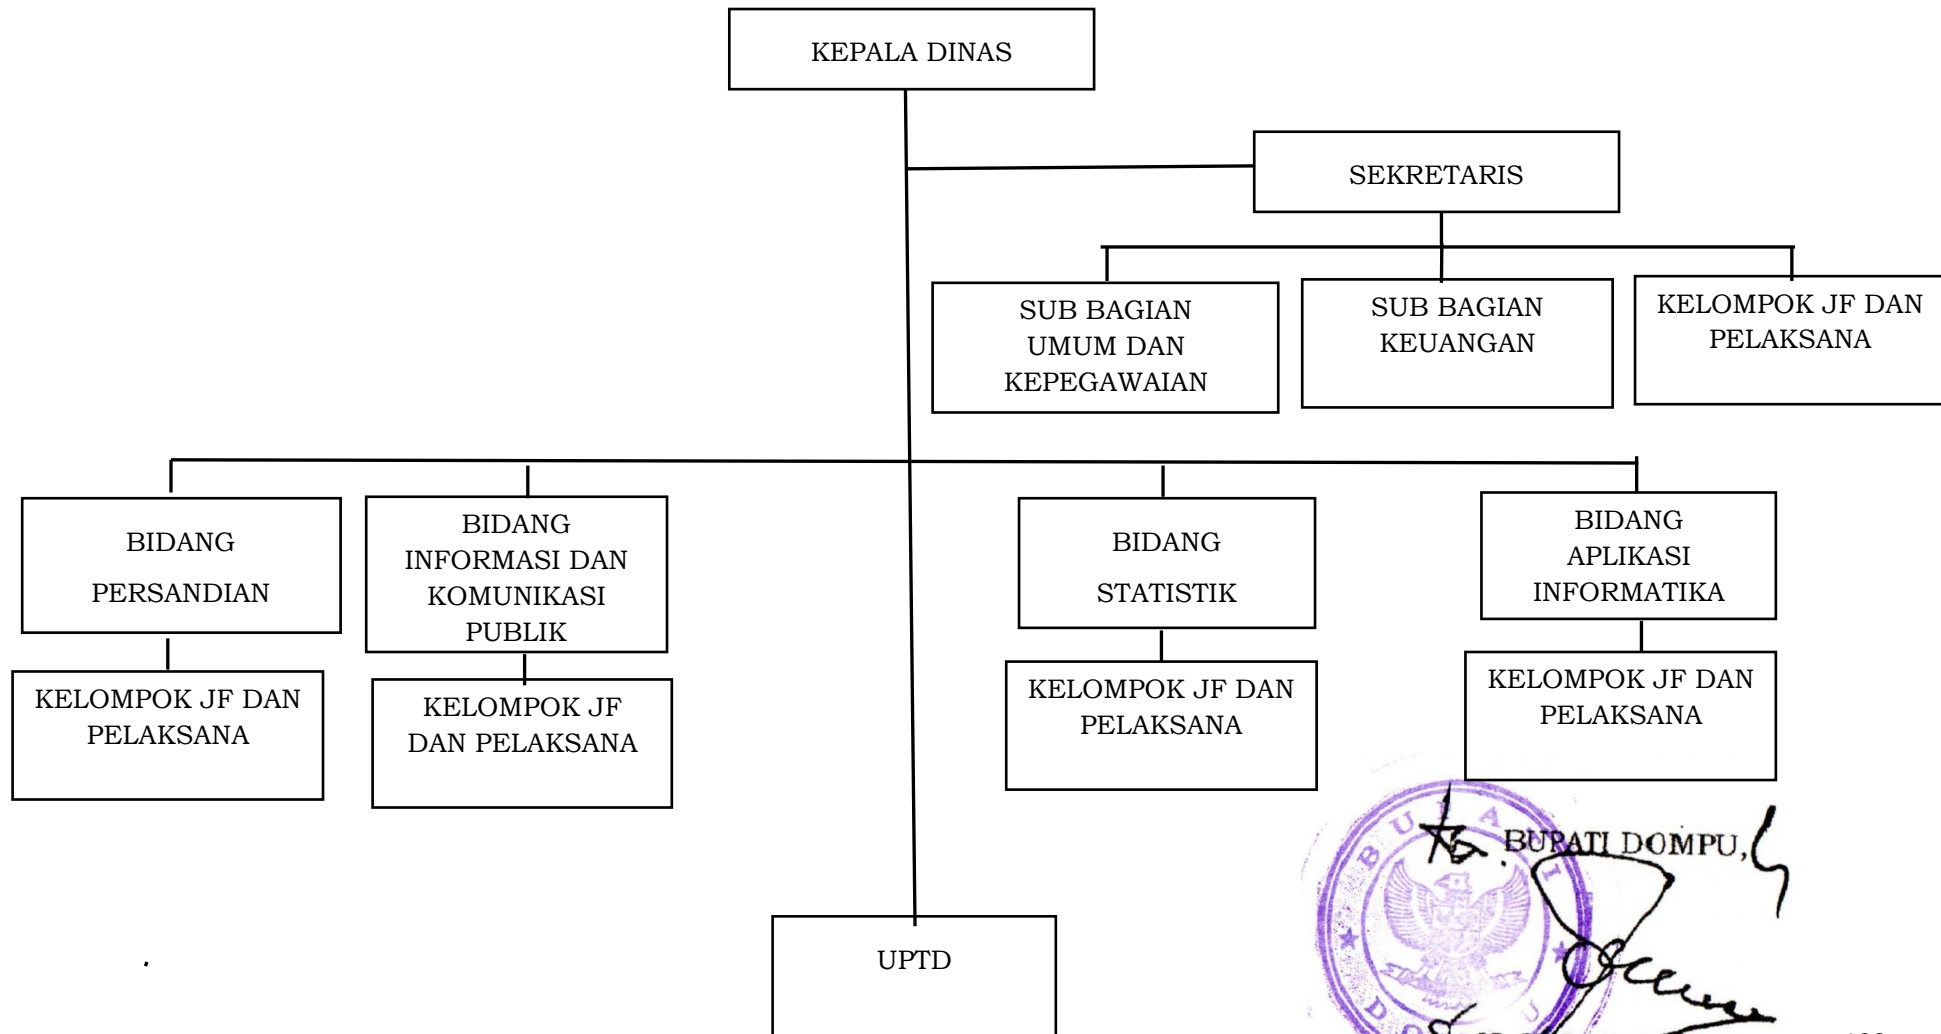 KEPALA DINAS
SEKRETARIS
SUB BAGIAN
UMUM DAN
KEPEGAWAIAN
SUB BAGIAN
KEUANGAN
KELOMPOK JF DAN
PELAKSANA
BIDANG
PERSANDIAN
BIDANG
INFORMASI DAN
KOMUNIKASI
PUBLIK
BIDANG
STATISTIK
BIDANG
APLIKASI
INFORMATIKA
KELOMPOK JF DAN
PELAKSANA
KELOMPOK JF
DAN PELAKSANA
KELOMPOK JF DAN
PELAKSANA
KELOMPOK JF DAN
PELAKSANA
BUPATI DOMPU,
BUPATI
UPTD